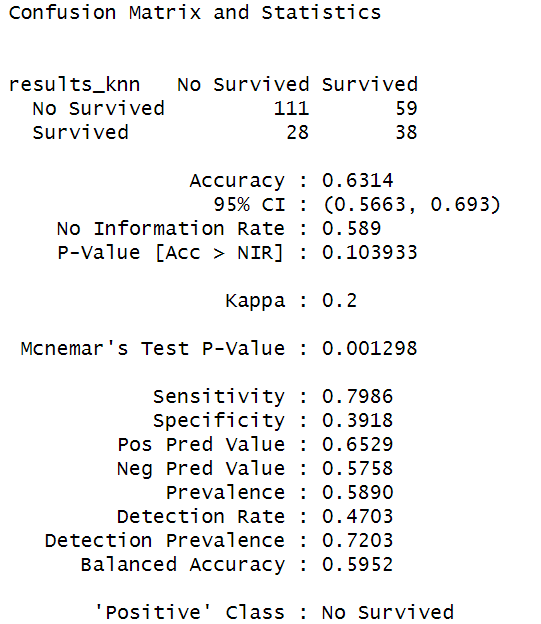 Confusion Matrix and Statistics
results_knn No Survived Survived
No Survived 111 59
Survived 28 38
Accuracy : 0.6314
95% CI : (0.5663, 0.693)
No Information Rate : 0.589
P-Value [Acc > NIR] : 0.103933
Kappa : 0.2
Mcnemar's Test P-Value : 0.001298
Sensitivity : 0.7986
Specificity : 0.3918
Pos Pred Value : 0.6529
Neg Pred Value : 0.5758
Prevalence : 0.5890
Detection Rate : 0.4703
Detection Prevalence : 0.7203
Balanced Accuracy : 0.5952
'Positive' Class : No Survived